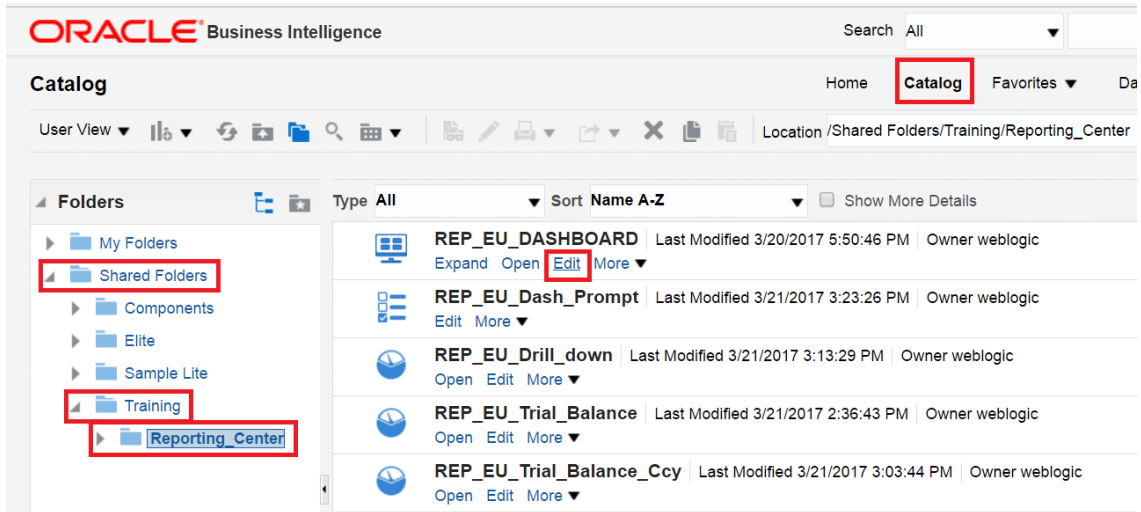 ORACLE Business Intelligence Search All
Catalog Home Catalog Favorites Da
User View Location /Shared Folders/Training/Reporting_Center
Folders
My Folders
Shared Folders
Components
Elite
Sample Lite
Training
Reporting_Center
Type All Sort Name A-Z Show More Details
REP_EU_DASHBOARD Last Modified 3/20/2017 5:50:46 PM Owner weblogic
Expand Open Edit More
REP_EU_Dash_Prompt Last Modified 3/21/2017 3:23:26 PM Owner weblogic
Edit More
REP_EU_Drill_down Last Modified 3/21/2017 3:13:29 PM Owner weblogic
Open Edit More
REP_EU_Trial_Balance Last Modified 3/21/2017 2:36:43 PM Owner weblogic
Open Edit More
REP_EU_Trial_Balance_Ccy Last Modified 3/21/2017 3:03:44 PM Owner weblogic
Open Edit More